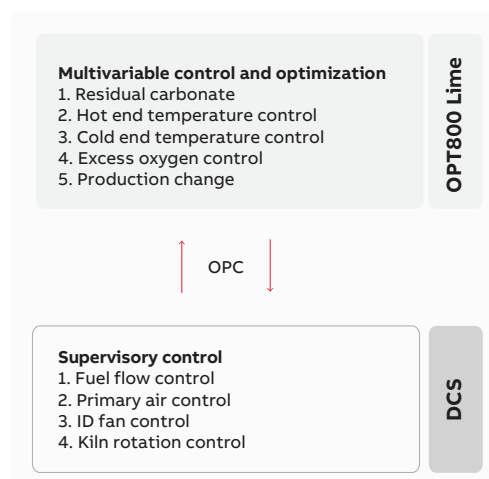 Multivariable control and optimization
1. Residual carbonate
2. Hot end temperature control
3. Cold end temperature control
4. Excess oxygen control
5. Production change
OPT800 Lime
OPC
Supervisory control
1. Fuel flow control
2. Primary air control
3. ID fan control
4. Kiln rotation control
DCS